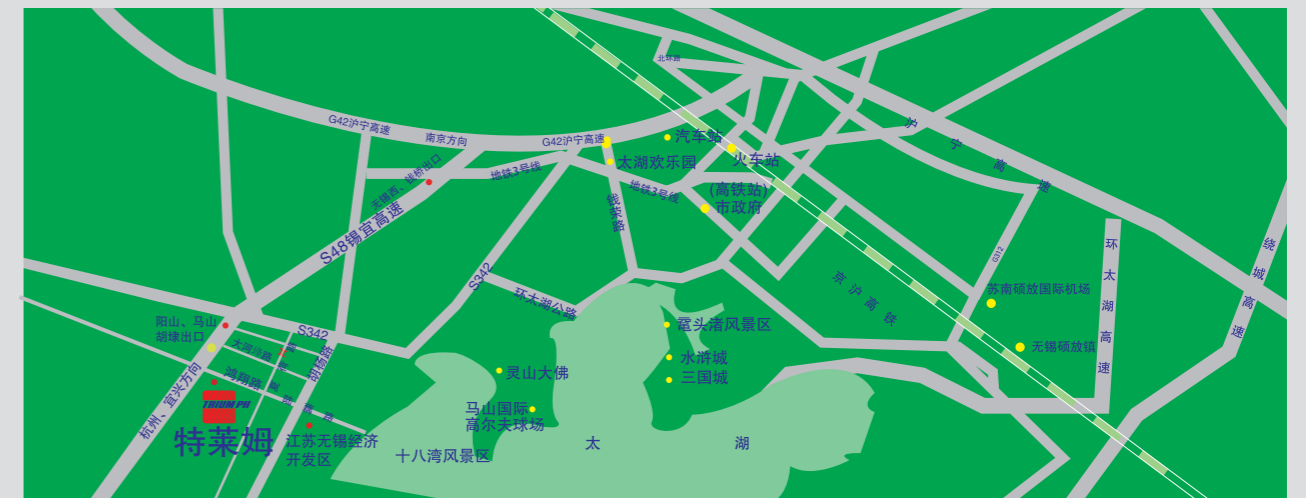 北环路
G42沪宁高速
南京方向
G42沪宁高速
汽车站
太湖欢乐园
火车站
(高铁站)
市政府
沪宁高速
无锡西、钱桥出口
地铁3号线
地铁3号线
钱荣路
S48锡宜高速
G312
环太湖高速
绕城高速
S342
环太湖公路
京沪高铁
苏南硕放国际机场
无锡硕放镇
阳山、马山
胡埭出口
S342
胡杨路
鸿翔路
杭州、宜兴方向
TRIUMPH
特莱姆
江苏无锡经济
开发区
鼋头渚风景区
水浒城
三国城
灵山大佛
马山国际
高尔夫球场
十八湾风景区
太湖